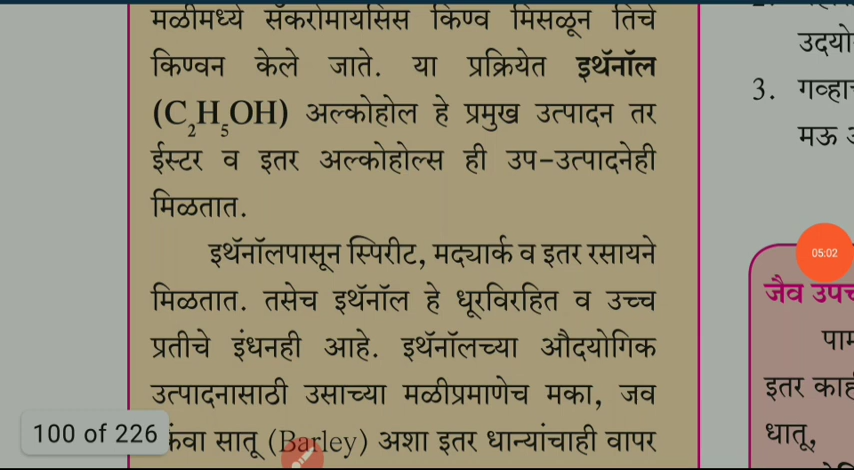 मळीमध्ये सॅकरोमायसिस किण्व मिसळून तिचे
किण्वन केले जाते. या प्रक्रियेत इथॅनॉल
(C₂H₅OH) अल्कोहोल हे प्रमुख उत्पादन तर
ईस्टर व इतर अल्कोहोल्स ही उप-उत्पादनेही
मिळतात.
इथॅनॉलपासून स्पिरीट, मद्यार्क व इतर रसायने
मिळतात. तसेच इथॅनॉल हे धूरविरहित व उच्च
प्रतीचे इंधनही आहे. इथॅनॉलच्या औदयोगिक
उत्पादनासाठी उसाच्या मळीप्रमाणेच मका, जव
सातू (Barley) अशा इतर धान्यांचाही वापर
100 of 226
उदयो
3. गव्हा
मऊ
05:02
जैव उपच
पाम
इतर काह
धातू,